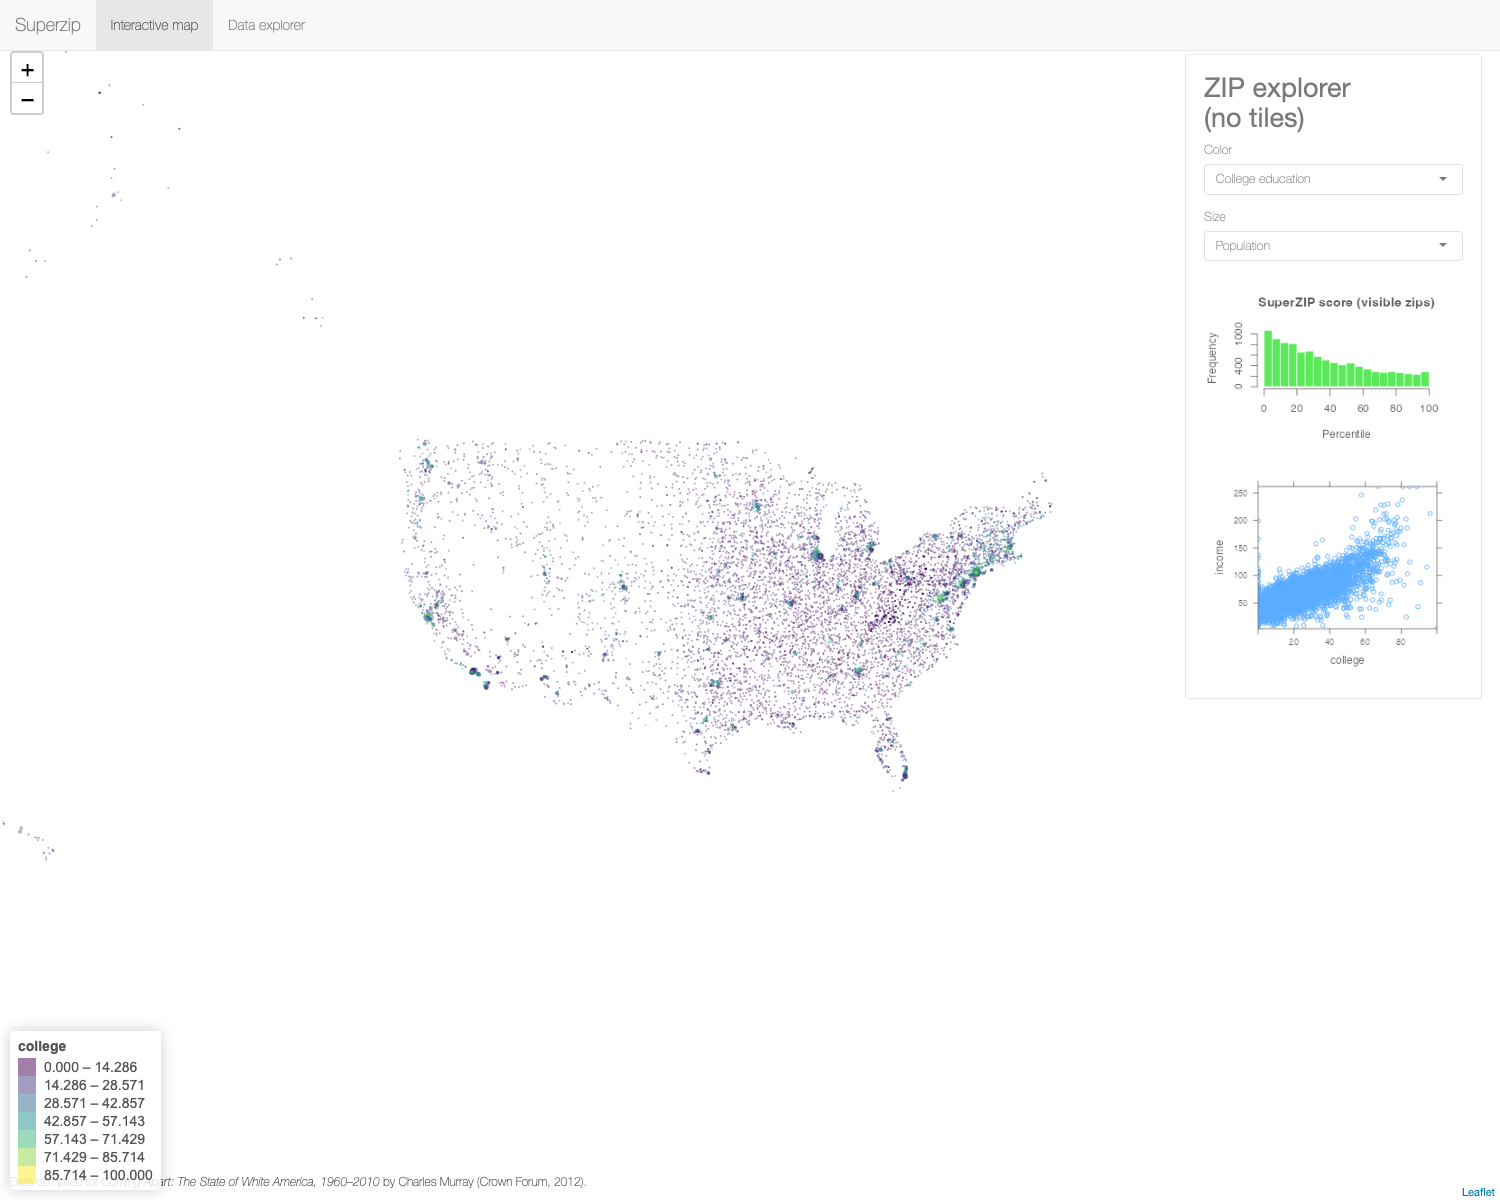 Superzip Interactive map Data explorer
+
−
ZIP explorer
(no tiles)
Color
College education
Size
Population
SuperZIP score (visible zips)
Frequency
0 400 1000
0 20 40 60 80 100
Percentile
income
250
200
150
100
50
20 40 60 80
college
college
0.000 – 14.286
14.286 – 28.571
28.571 – 42.857
42.857 – 57.143
57.143 – 71.429
71.429 – 85.714
85.714 – 100.000
Apart: The State of White America, 1960–2010 by Charles Murray (Crown Forum, 2012).
Leaflet